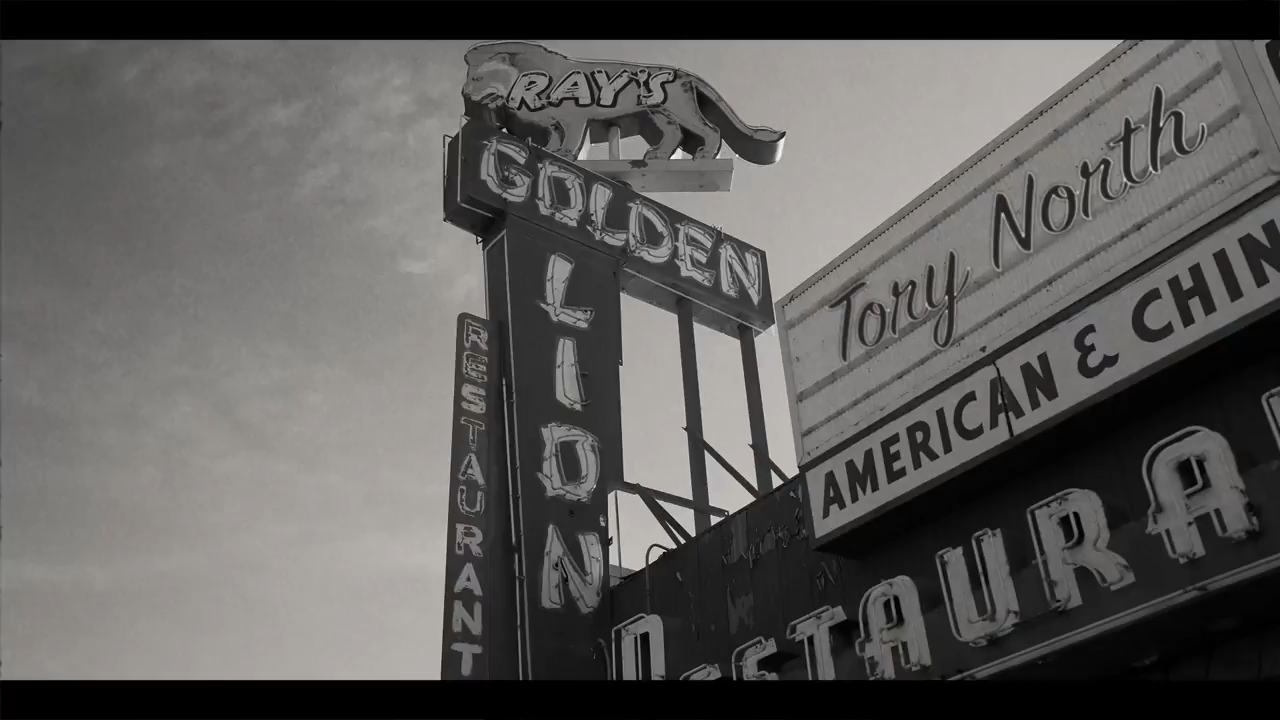 RAY'S
GOLDEN
LION
RESTAURANT
Tory North
AMERICAN & CHIN
RESTAURA